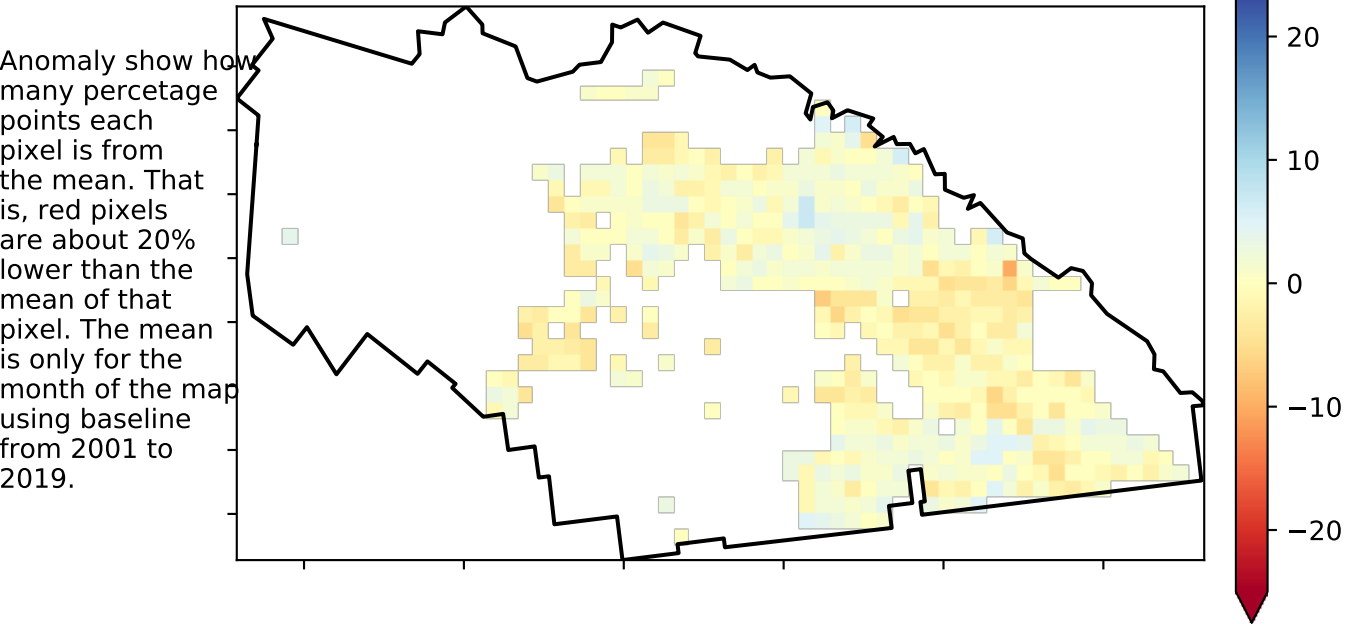 Anomaly show how
many percetage
points each
pixel is from
the mean. That
is, red pixels
are about 20%
lower than the
mean of that
pixel. The mean
is only for the
month of the map
using baseline
from 2001 to
2019.
20
10
0
−10
−20